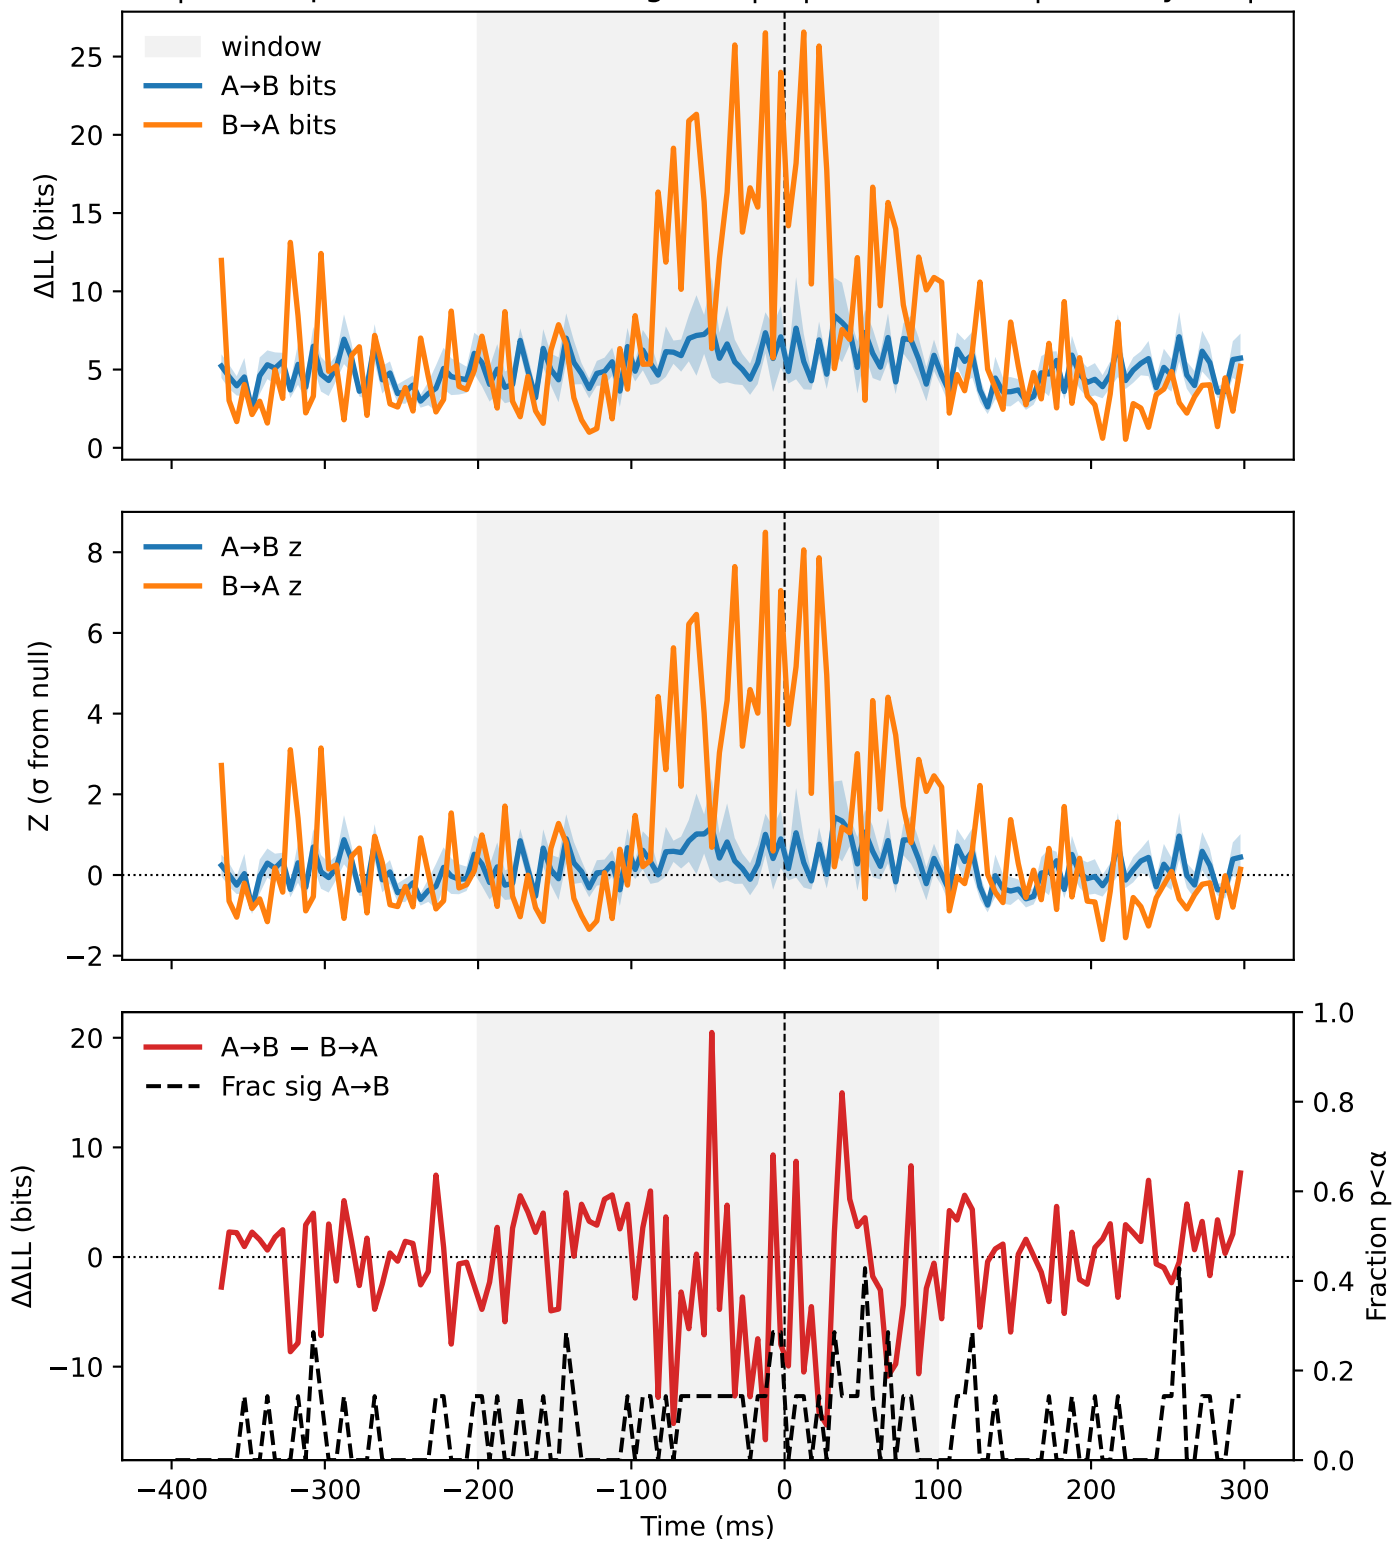 25
20
15
10
5
0
ΔLL (bits)
window
A→B bits
B→A bits
8
6
4
2
0
−2
Z (σ from null)
A→B z
B→A z
20
10
0
−10
ΔΔLL (bits)
A→B − B→A
Frac sig A→B
1.0
0.8
0.6
0.4
0.2
0.0
Fraction p<α
−400 −300 −200 −100 0 100 200 300
Time (ms)